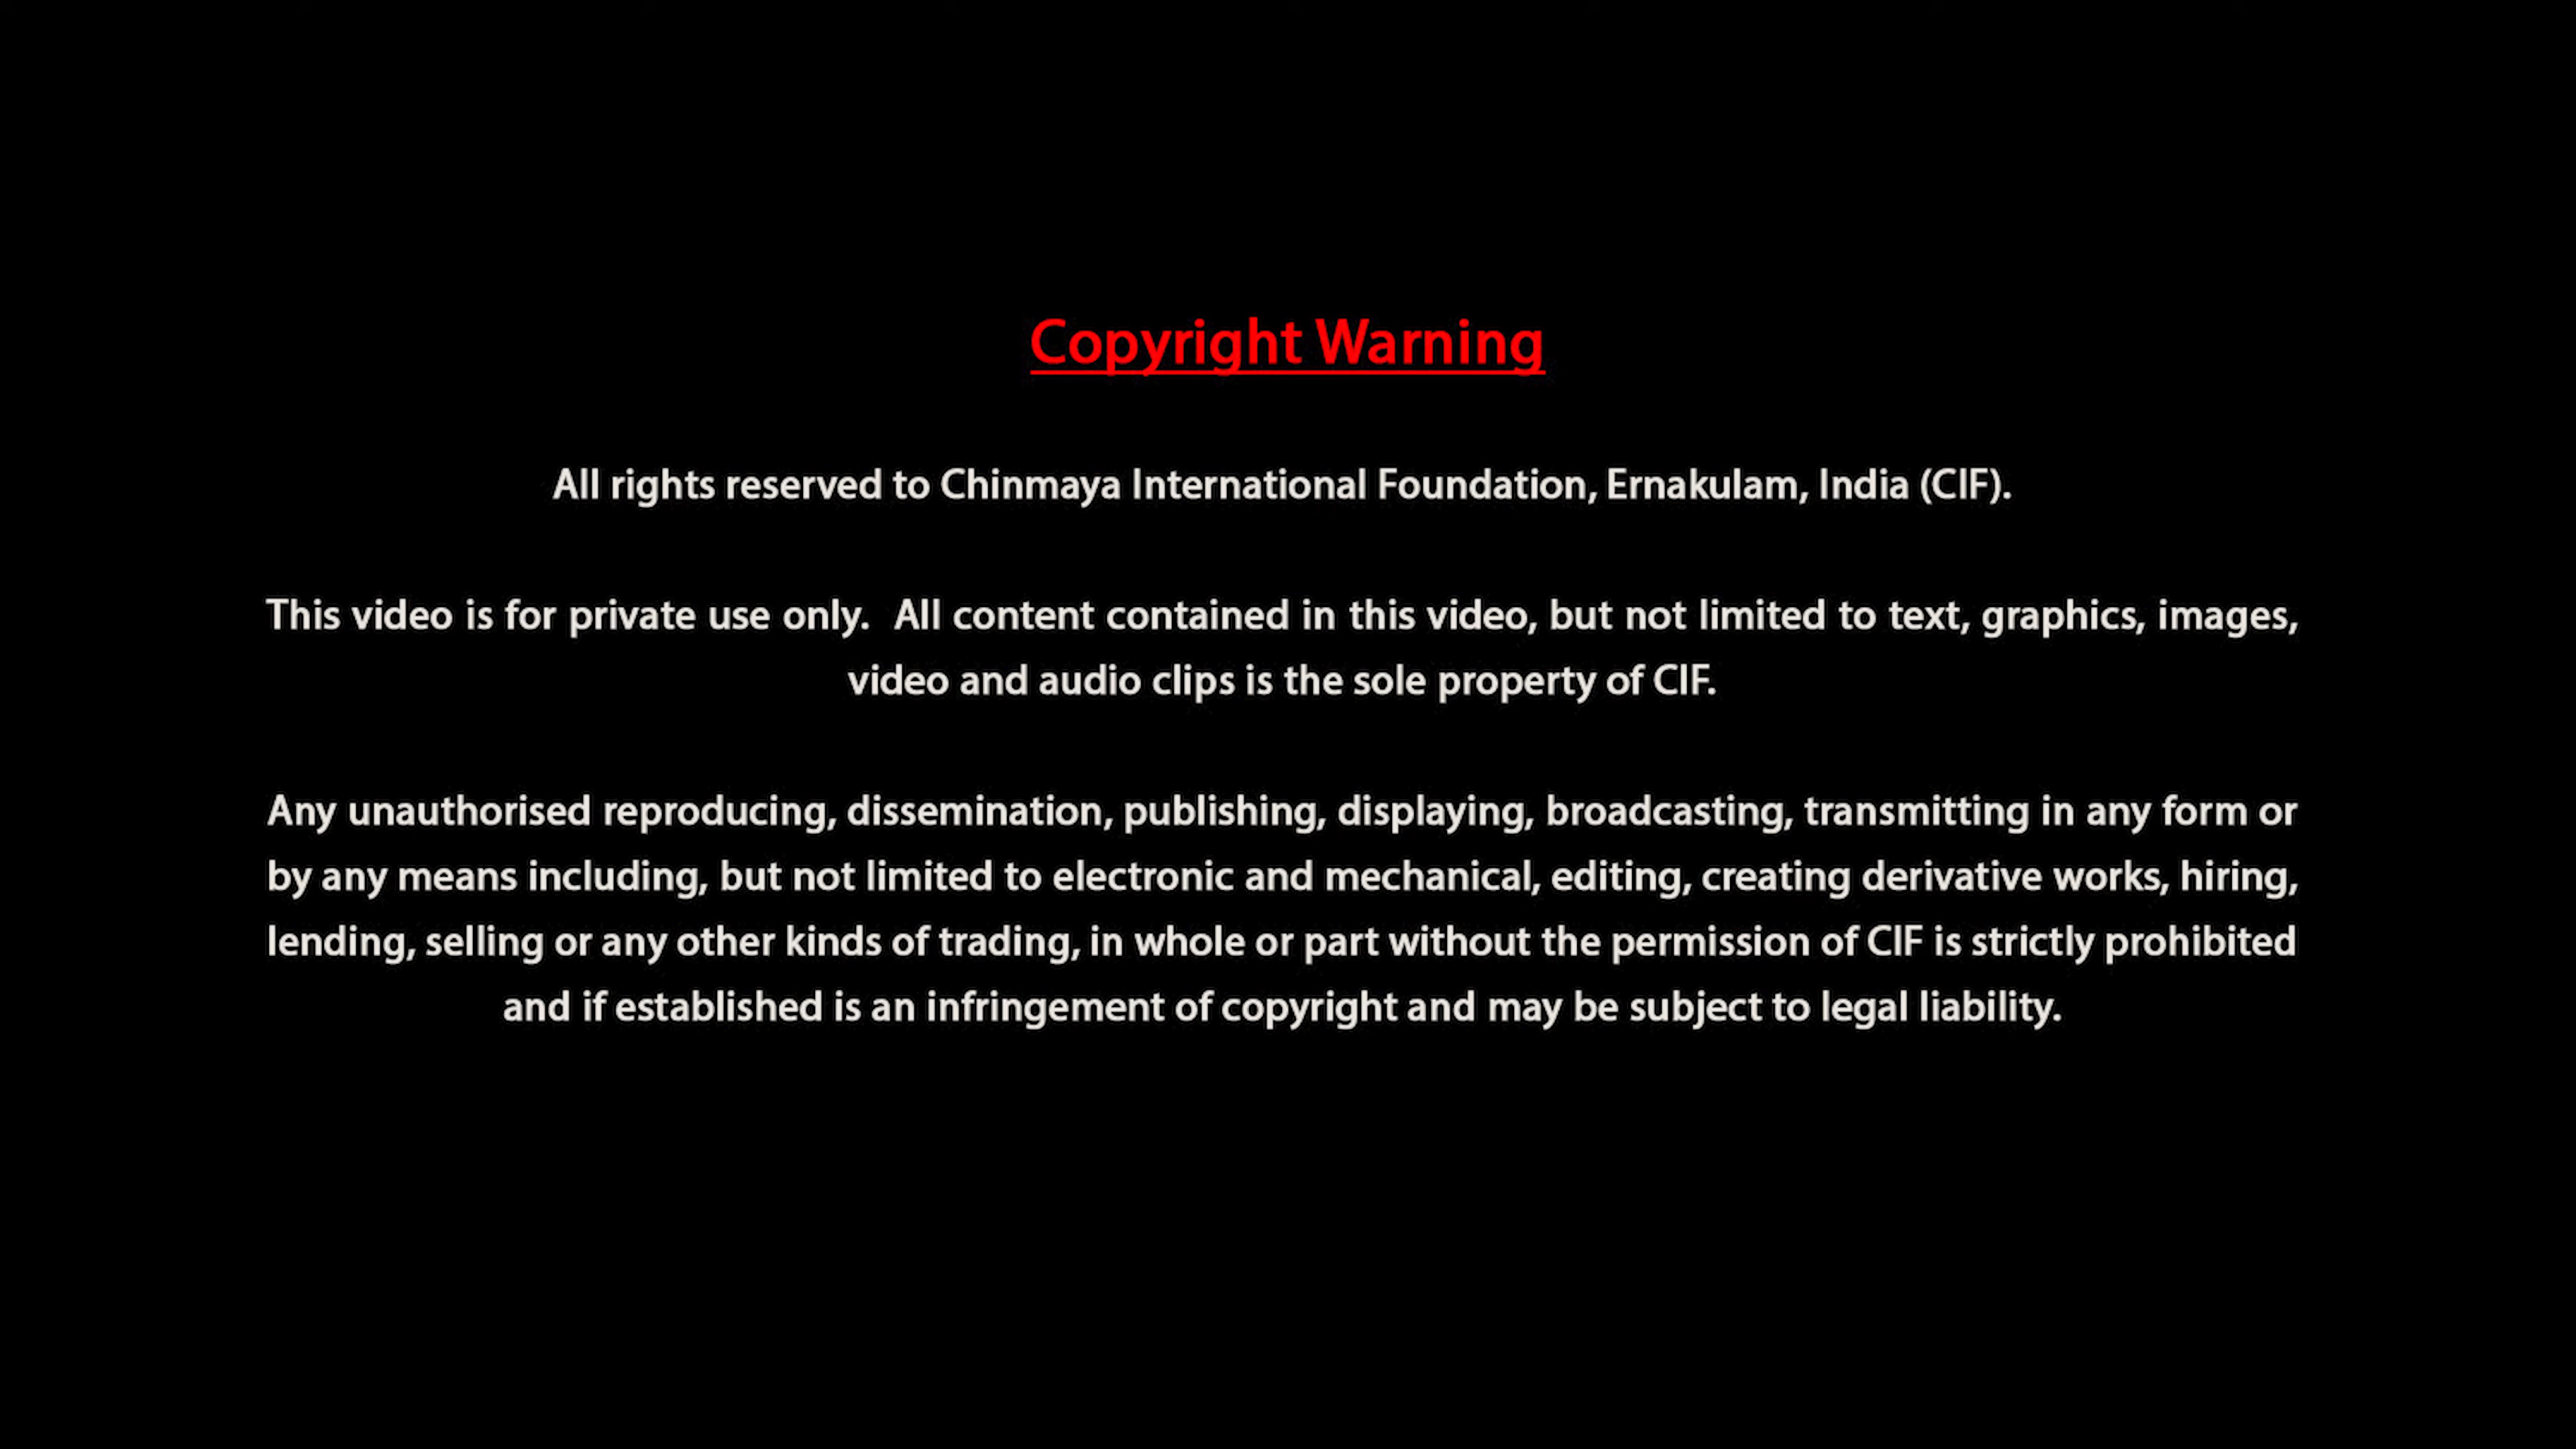 Copyright Warning
All rights reserved to Chinmaya International Foundation, Ernakulam, India (CIF).
This video is for private use only.  All content contained in this video, but not limited to text, graphics, images,
video and audio clips is the sole property of CIF.
Any unauthorised reproducing, dissemination, publishing, displaying, broadcasting, transmitting in any form or
by any means including, but not limited to electronic and mechanical, editing, creating derivative works, hiring,
lending, selling or any other kinds of trading, in whole or part without the permission of CIF is strictly prohibited
and if established is an infringement of copyright and may be subject to legal liability.